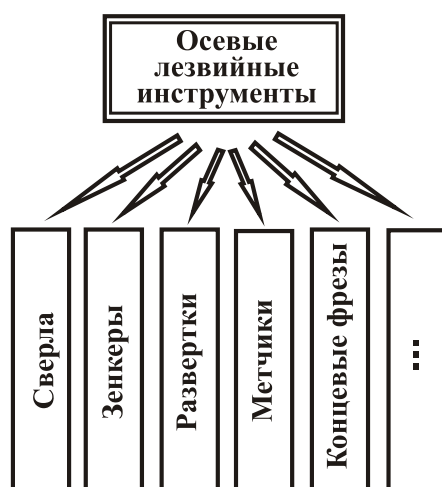 Осевые
лезвийные
инструменты
Сверла
Зенкеры
Развертки
Метчики
Концевые фрезы
...